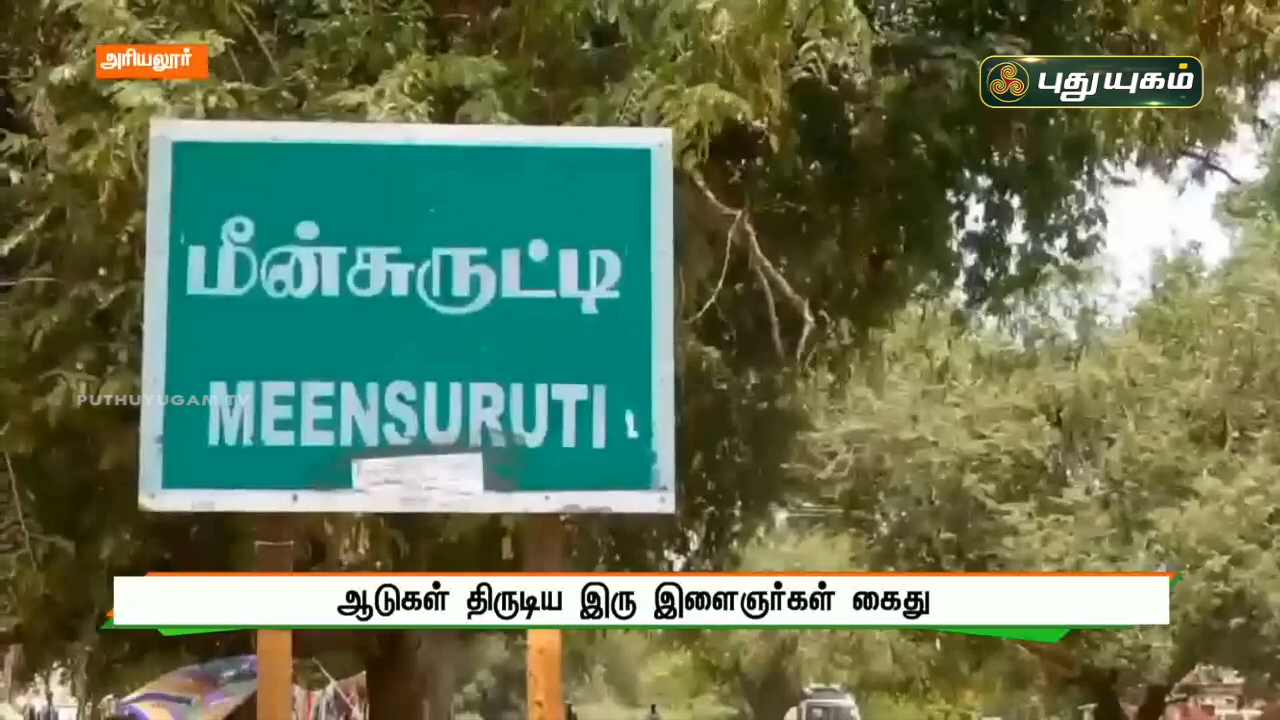 அரியலூர்
புதுயுகம்
மீன்சுருட்டி
MEENSURUTI
PUTHUYUGAM TV
ஆடுகள் திருடிய இரு இளைஞர்கள் கைது